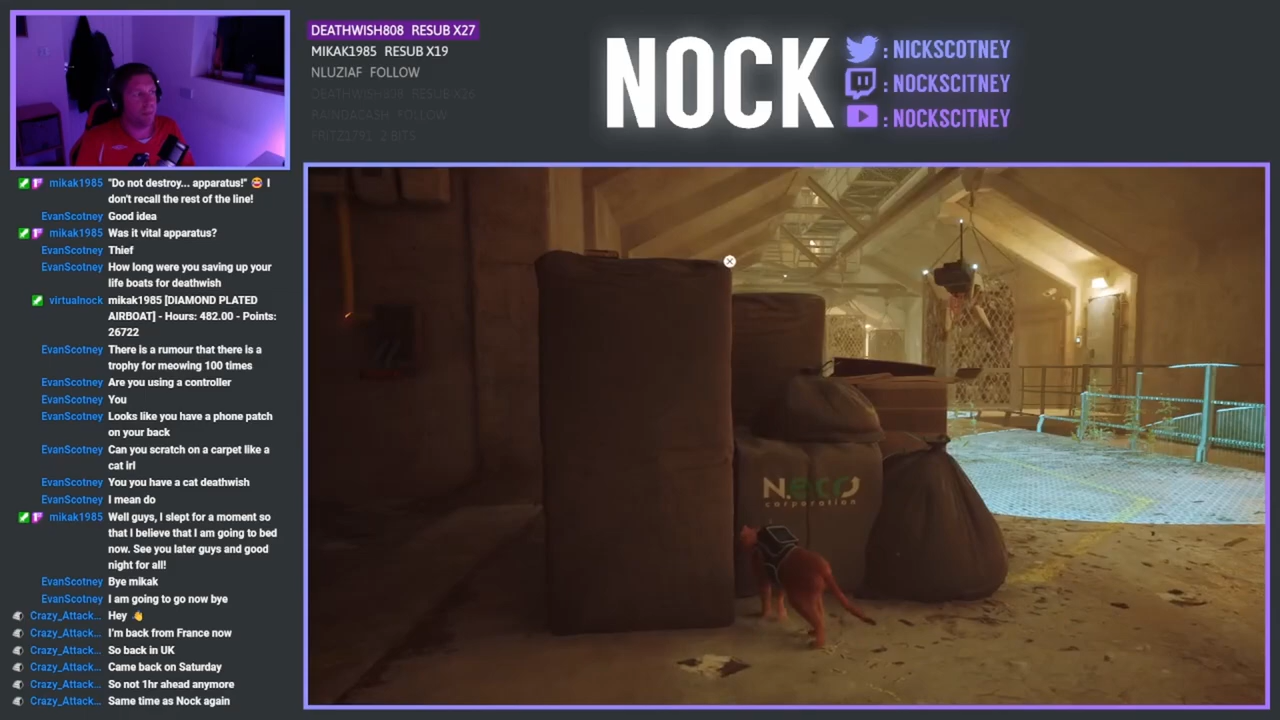 DEATHWISH808 RESUB X27
MIKAK1985 RESUB X19
NLUZIAF FOLLOW
DEATHWISH808 RESUB X26
FOLLOW
FRITZ1791 2 BITS
NOCK
: NICKSCOTNEY
: NOCKSCITNEY
: NOCKSCITNEY
mikak1985 "Do not destroy... apparatus!" 😂 I
don't recall the rest of the line!
EvanScotney Good idea
mikak1985 Was it vital apparatus?
EvanScotney Thief
EvanScotney How long were you saving up your
life boats for deathwish
virtualnock mikak1985 [DIAMOND PLATED
AIRBOAT] - Hours: 482.00 - Points:
26722
EvanScotney There is a rumour that there is a
trophy for meowing 100 times
EvanScotney Are you using a controller
EvanScotney You
EvanScotney Looks like you have a phone patch
on your back
EvanScotney Can you scratch on a carpet like a
cat irl
EvanScotney You you have a cat deathwish
EvanScotney I mean do
mikak1985 Well guys, I slept for a moment so
that I believe that I am going to bed
now. See you later guys and good
night for all!
EvanScotney Bye mikak
EvanScotney I am going to go now bye
Crazy_Attack... Hey 👋
Crazy_Attack... I'm back from France now
Crazy_Attack... So back in UK
Crazy_Attack... Came back on Saturday
Crazy_Attack... So not 1hr ahead anymore
Crazy_Attack... Same time as Nock again
N.eco
corporation